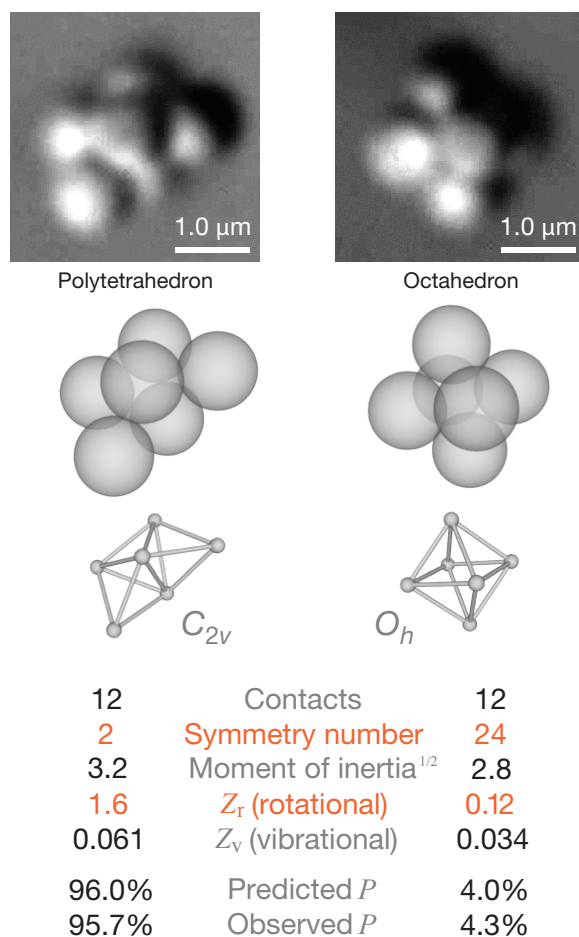 1.0 μm 1.0 μm
Polytetrahedron Octahedron
C2v Oh
12 Contacts 12
2 Symmetry number 24
3.2 Moment of inertia 1/2 2.8
1.6 Zr (rotational) 0.12
0.061 Zv (vibrational) 0.034
96.0% Predicted P 4.0%
95.7% Observed P 4.3%